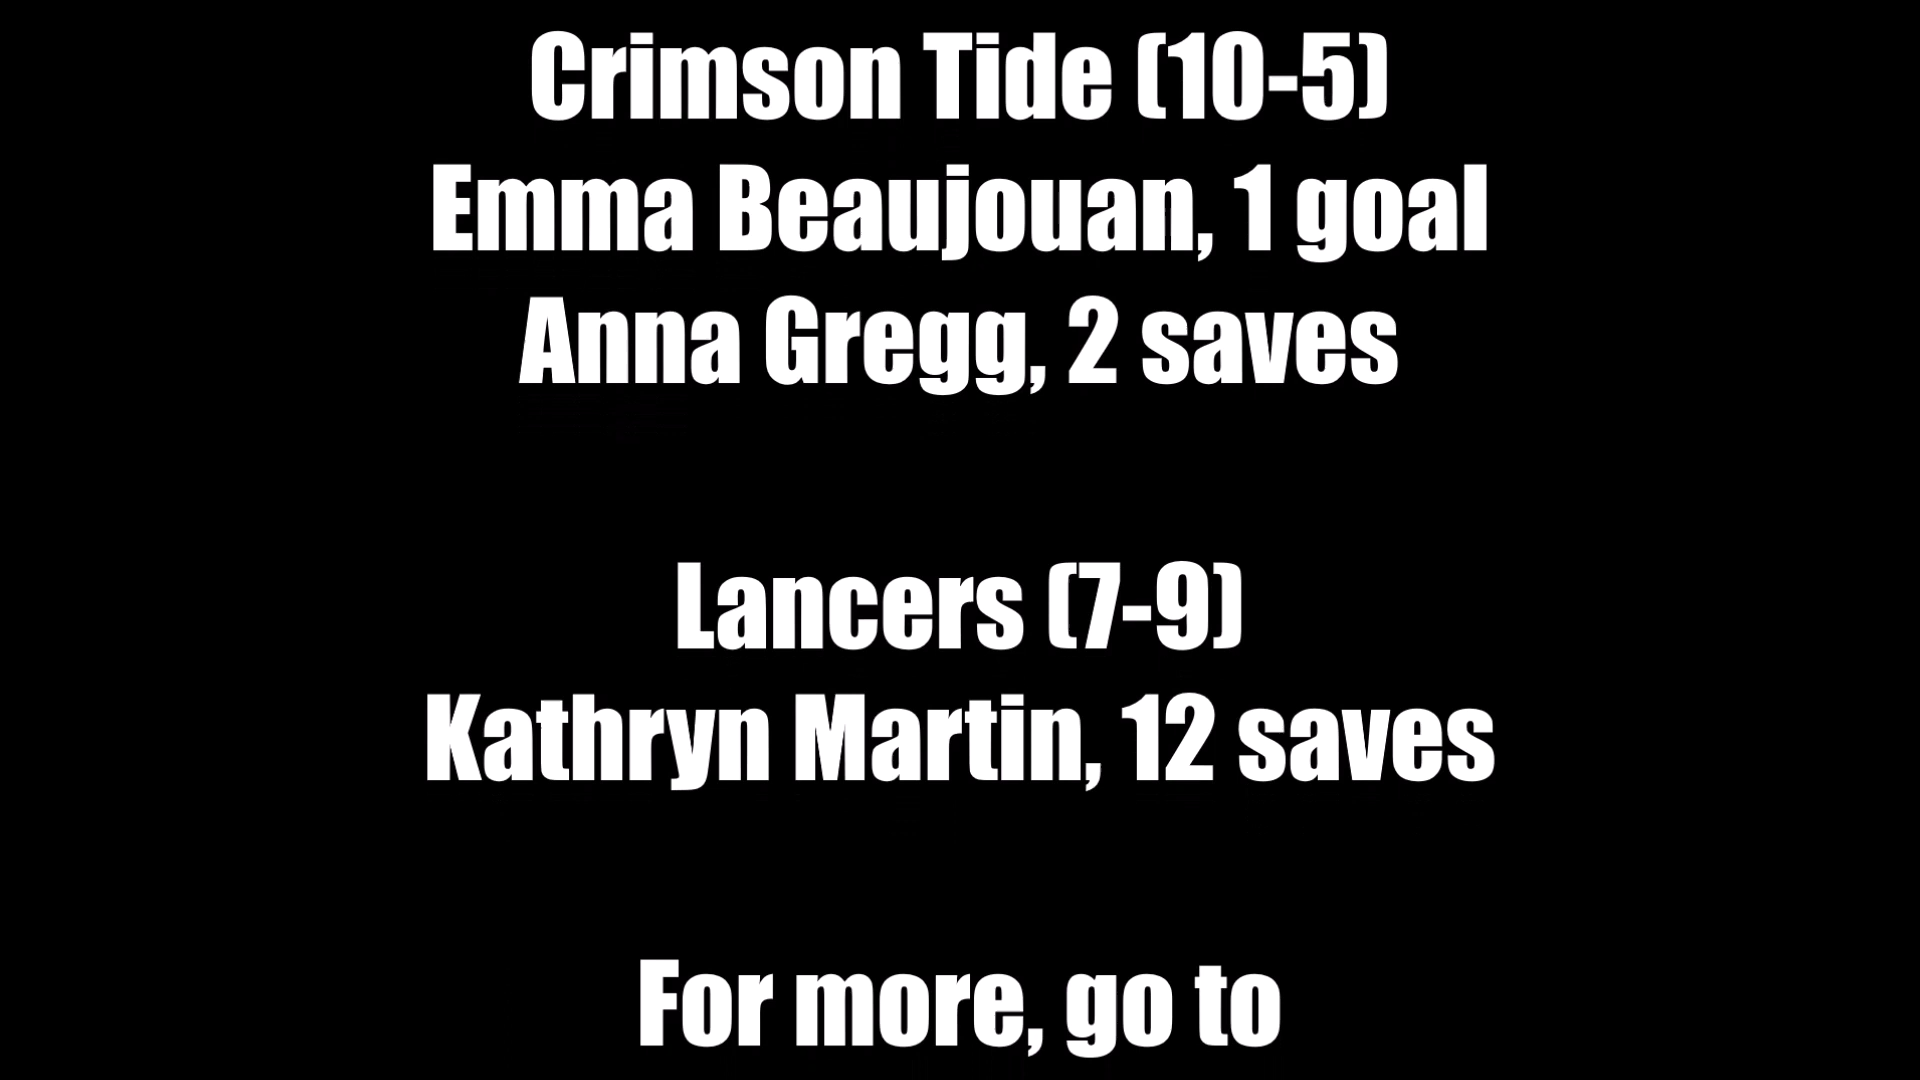 Crimson Tide (10-5)
Emma Beaujouan, 1 goal
Anna Gregg, 2 saves
Lancers (7-9)
Kathryn Martin, 12 saves
For more, go to